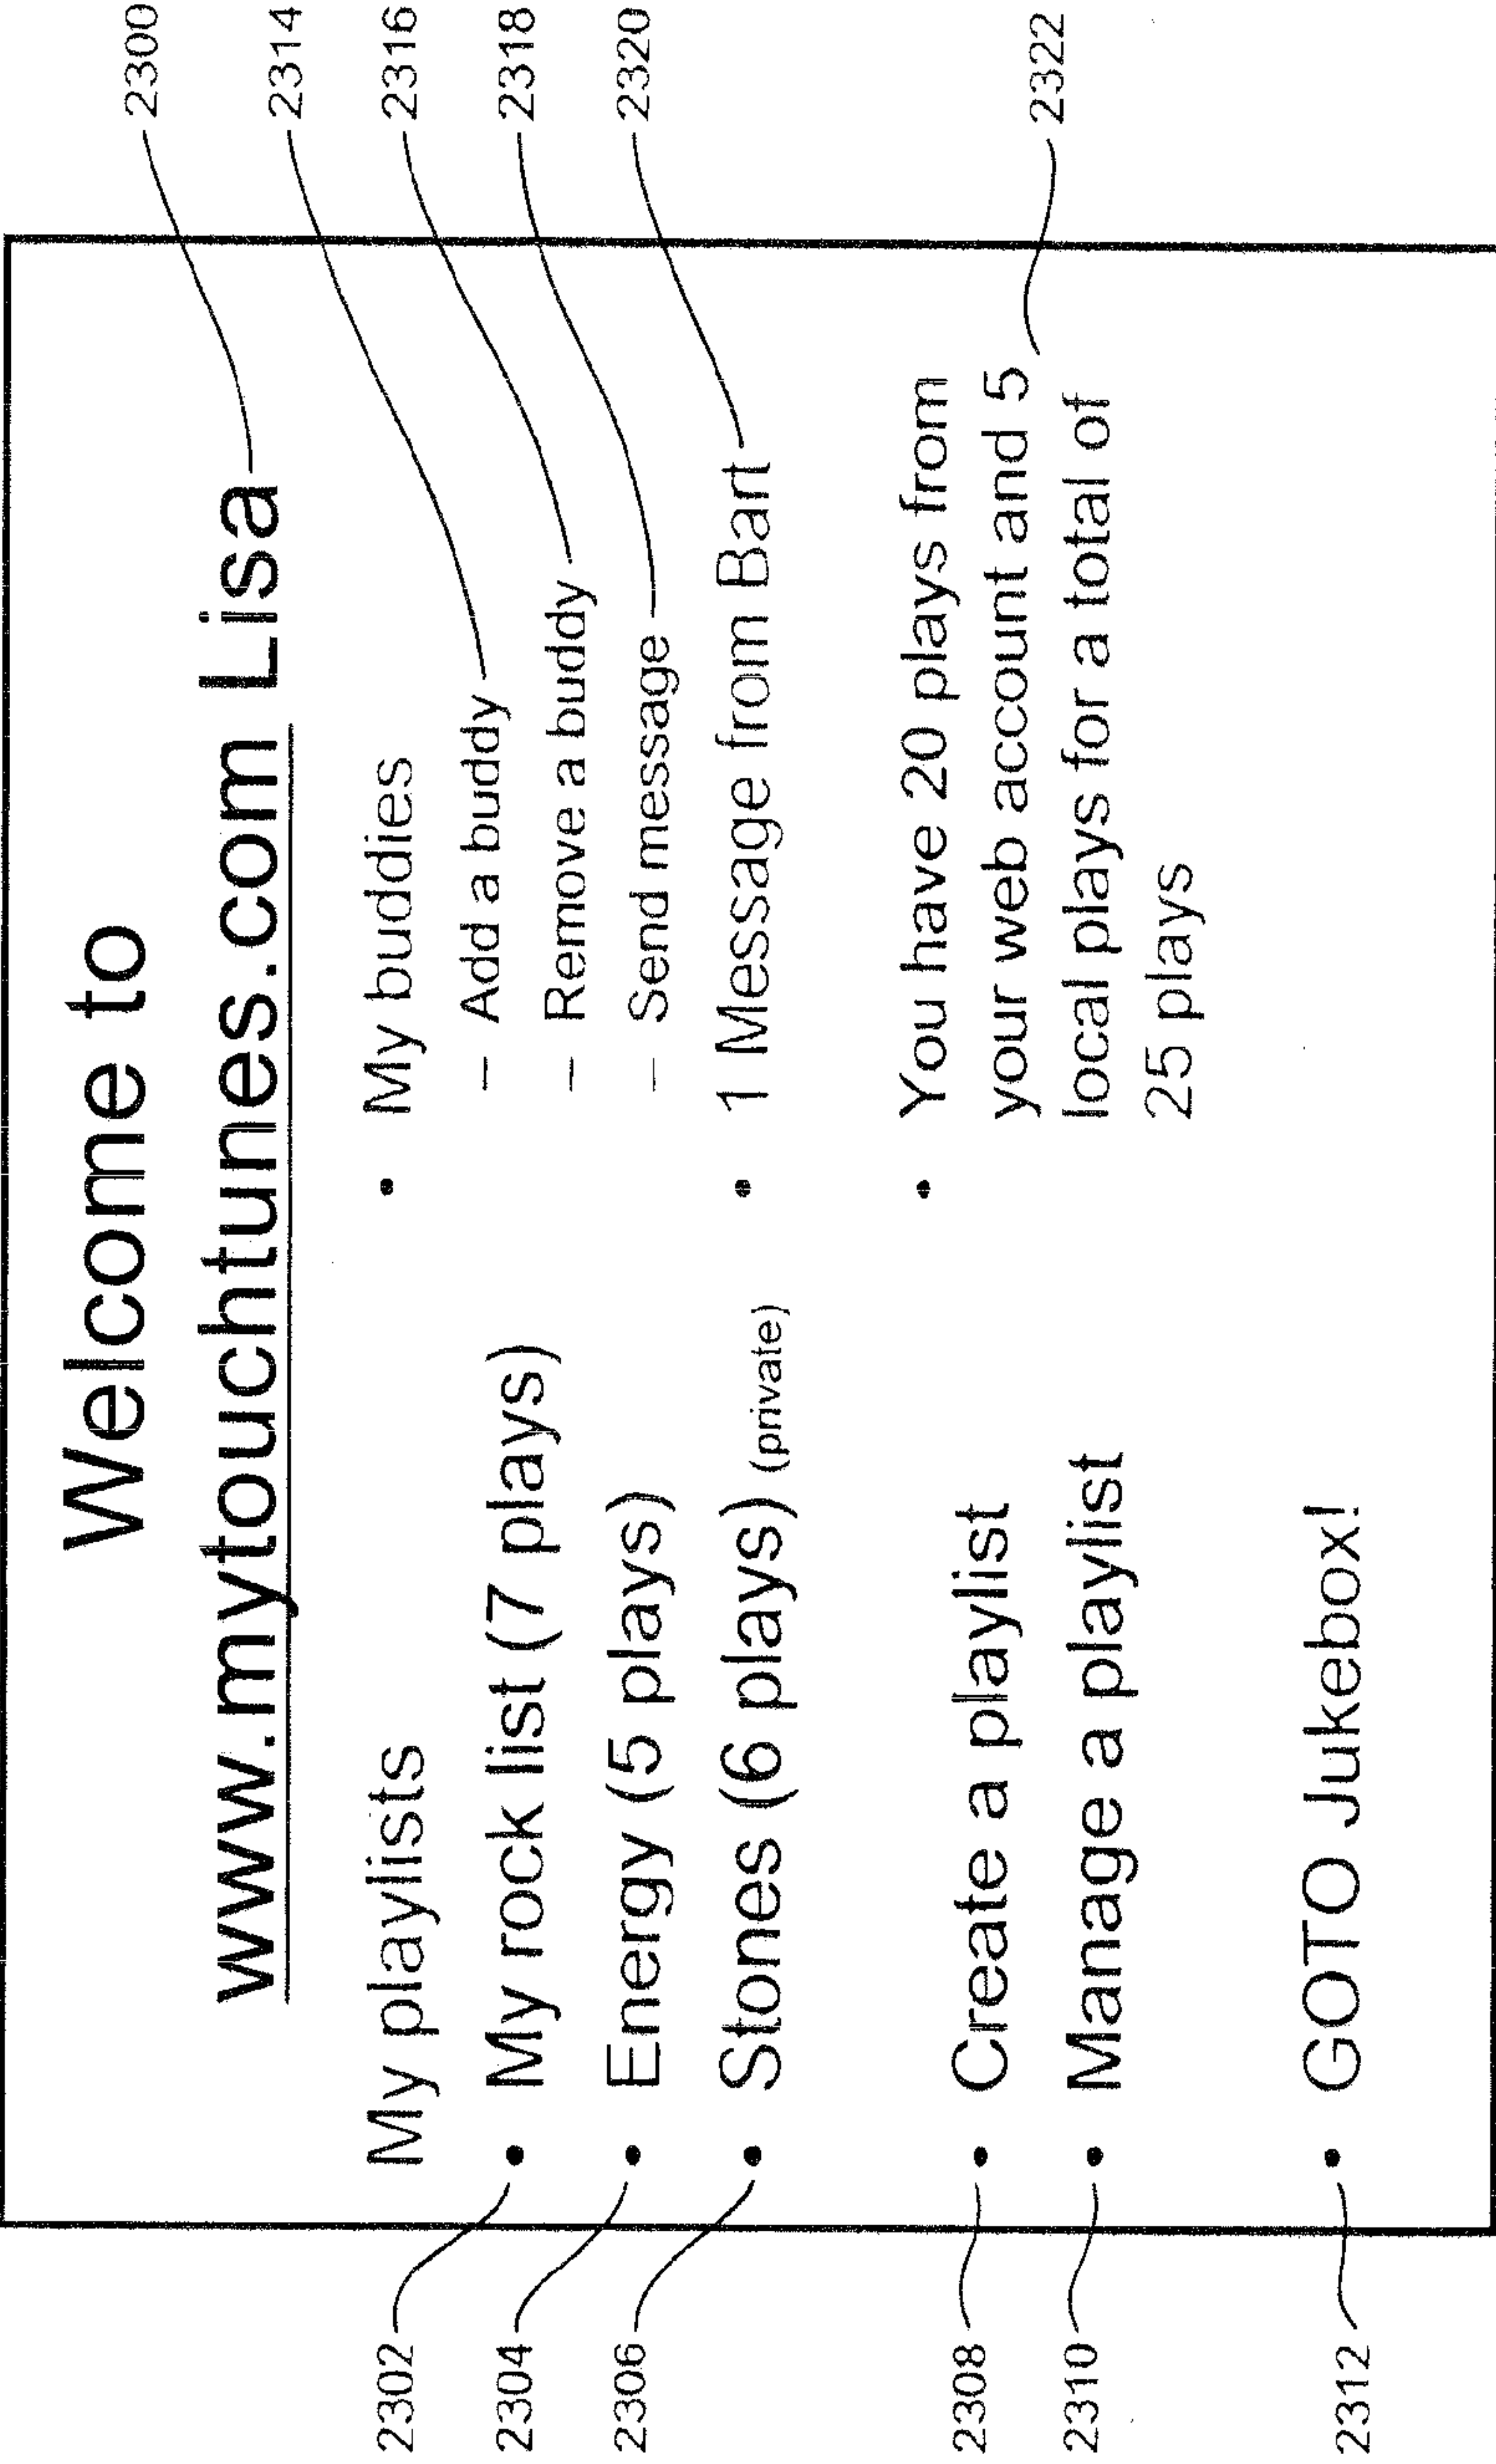 Welcome to
www.mytouchtunes.com Lisa
2300
My playlists
2302
• My rock list (7 plays)
2304
• Energy (5 plays)
2306
• Stones (6 plays) (private)
2308
• Create a playlist
2310
• Manage a playlist
2312
• GOTO Jukebox!
• My buddies
– Add a buddy
2314
– Remove a buddy
2316
– Send message
2318
• 1 Message from Bart
2320
• You have 20 plays from
your web account and 5
local plays for a total of
25 plays
2322